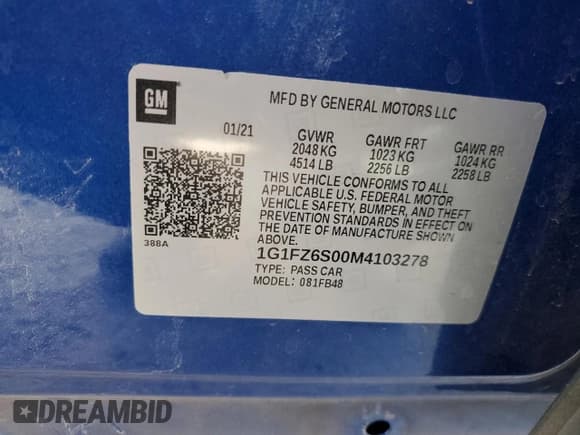 GM
MFD BY GENERAL MOTORS LLC
01/21
GVWR GAWR FRT GAWR RR
2048 KG 1023 KG 1024 KG
4514 LB 2256 LB 2258 LB
THIS VEHICLE CONFORMS TO ALL
APPLICABLE U.S. FEDERAL MOTOR
VEHICLE SAFETY, BUMPER, AND THEFT
PREVENTION STANDARDS IN EFFECT ON
THE DATE OF MANUFACTURE SHOWN
ABOVE.
388A
1G1FZ6S00M4103278
TYPE: PASS CAR
MODEL: 081FB48
DREAMBID